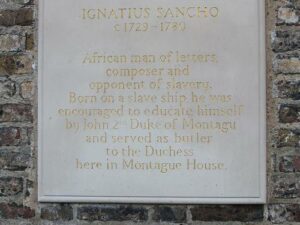 IGNATIUS SANCHO
c 1729-1780
African man of letters,
composer and
opponent of slavery.
Born on a slave ship, he was
encouraged to educate himself
by John 2nd Duke of Montagu
and served as butler
to the Duchess
here in Montague House.